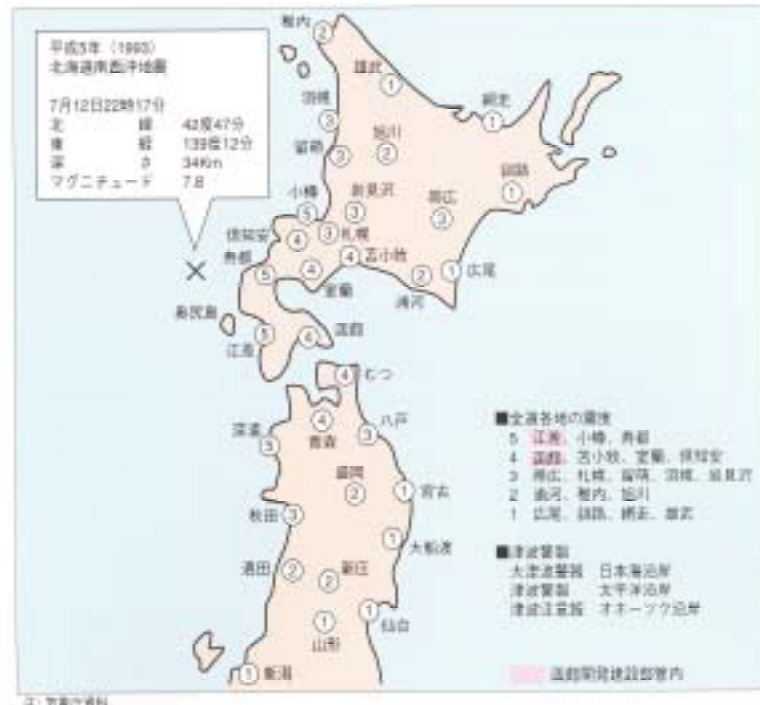 平成5年(1993)
北海道南西沖地震
7月12日22時17分
北緯 42度47分
東経 139度12分
深さ 34Km
マグニチュード 7.8
稚内
2
雄武
1
羽幌
3
網走
1
旭川
2
留萌
3
釧路
1
小樽
5
岩見沢
3
帯広
3
倶知安
4
3
札幌
寿都
5
4
苫小牧
4
室蘭
2
浦河
1
広尾
奥尻島
江差
5
4
函館
4
むつ
深浦
3
4
青森
八戸
3
盛岡
2
1
宮古
秋田
3
1
大船渡
酒田
2
新庄
2
1
仙台
1
山形
1
新潟
■全道各地の震度
5 江差、小樽、寿都
4 函館、苫小牧、室蘭、倶知安
3 帯広、札幌、留萌、羽幌、岩見沢
2 浦河、稚内、旭川
1 広尾、釧路、網走、雄武
■津波警報
大津波警報 日本海沿岸
津波警報 太平洋沿岸
津波注意報 オホーツク沿岸
函館開発建設部管内